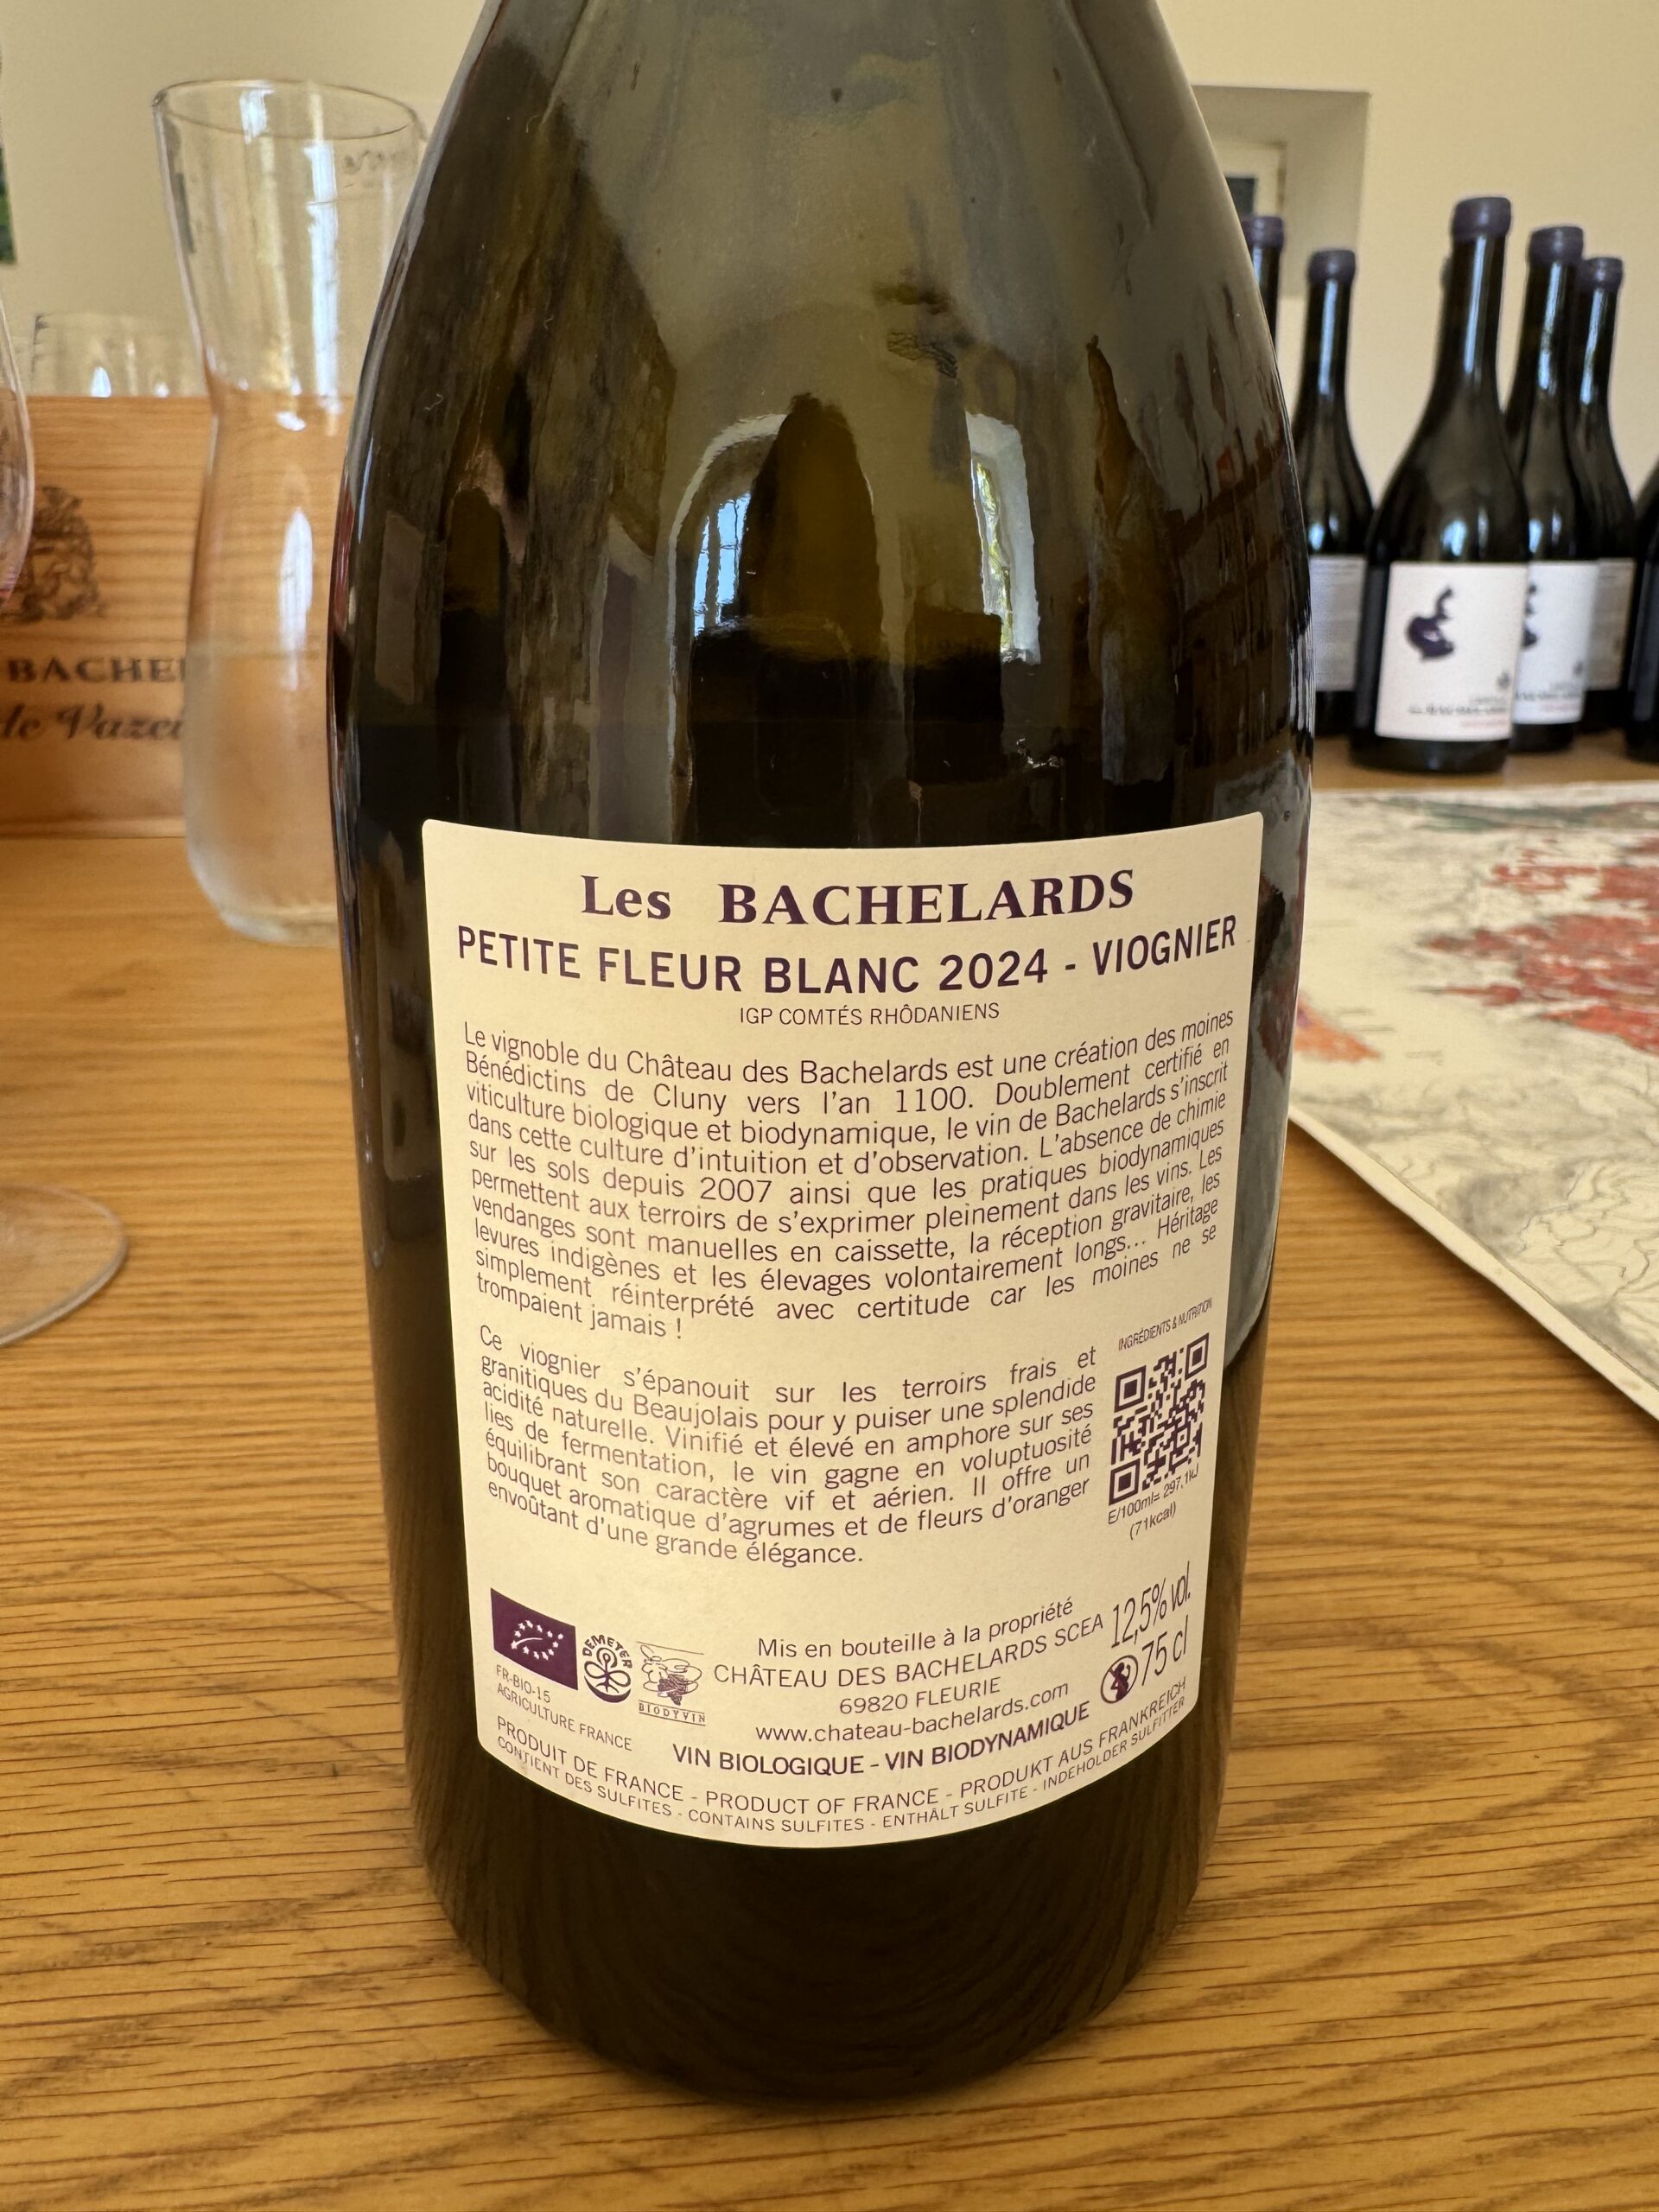 BACHE
de Vaze
Les BACHELARDS
PETITE FLEUR BLANC 2024 - VIOGNIER
IGP COMTÉS RHÔDANIENS
Le vignoble du Château des Bachelards est une création des moines
Bénédictins de Cluny vers l'an 1100. Doublement certifié en
viticulture biologique et biodynamique, le vin de Bachelards s'inscrit
dans cette culture d'intuition et d'observation. L'absence de chimie
sur les sols depuis 2007 ainsi que les pratiques biodynamiques
permettent aux terroirs de s'exprimer pleinement dans les vins. Les
vendanges sont manuelles en caissette, la réception gravitaire, les
levures indigènes et les élevages volontairement longs... Héritage
simplement réinterprété avec certitude car les moines ne se
trompaient jamais !
Ce viognier s'épanouit sur les terroirs frais et
granitiques du Beaujolais pour y puiser une splendide
acidité naturelle. Vinifié et élevé en amphore sur ses
lies de fermentation, le vin gagne en voluptuosité
équilibrant son caractère vif et aérien. Il offre un
bouquet aromatique d'agrumes et de fleurs d'oranger
envoûtant d'une grande élégance.
INGRÉDIENTS & NUTRITION
E/100ml= 297,1kJ
(71kcal)
FR-BIO-15
AGRICULTURE FRANCE
DEMETER
BIODYVIN
Mis en bouteille à la propriété
CHÂTEAU DES BACHELARDS SCEA
69820 FLEURIE
www.chateau-bachelards.com
VIN BIOLOGIQUE - VIN BIODYNAMIQUE
12,5% vol.
75 cl
PRODUIT DE FRANCE - PRODUCT OF FRANCE - PRODUKT AUS FRANKREICH
CONTIENT DES SULFITES - CONTAINS SULFITES - ENTHÄLT SULFITE - INDEHOLDER SULFITTER